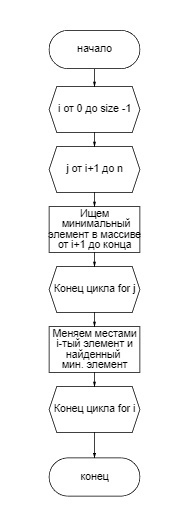 начало
i от 0 до size -1
j от i+1 до n
Ищем
минимальный
элемент в массиве
от i+1 до конца
Конец цикла for j
Меняем местами
i-тый элемент и
найденный
мин. элемент
Конец цикла for i
конец